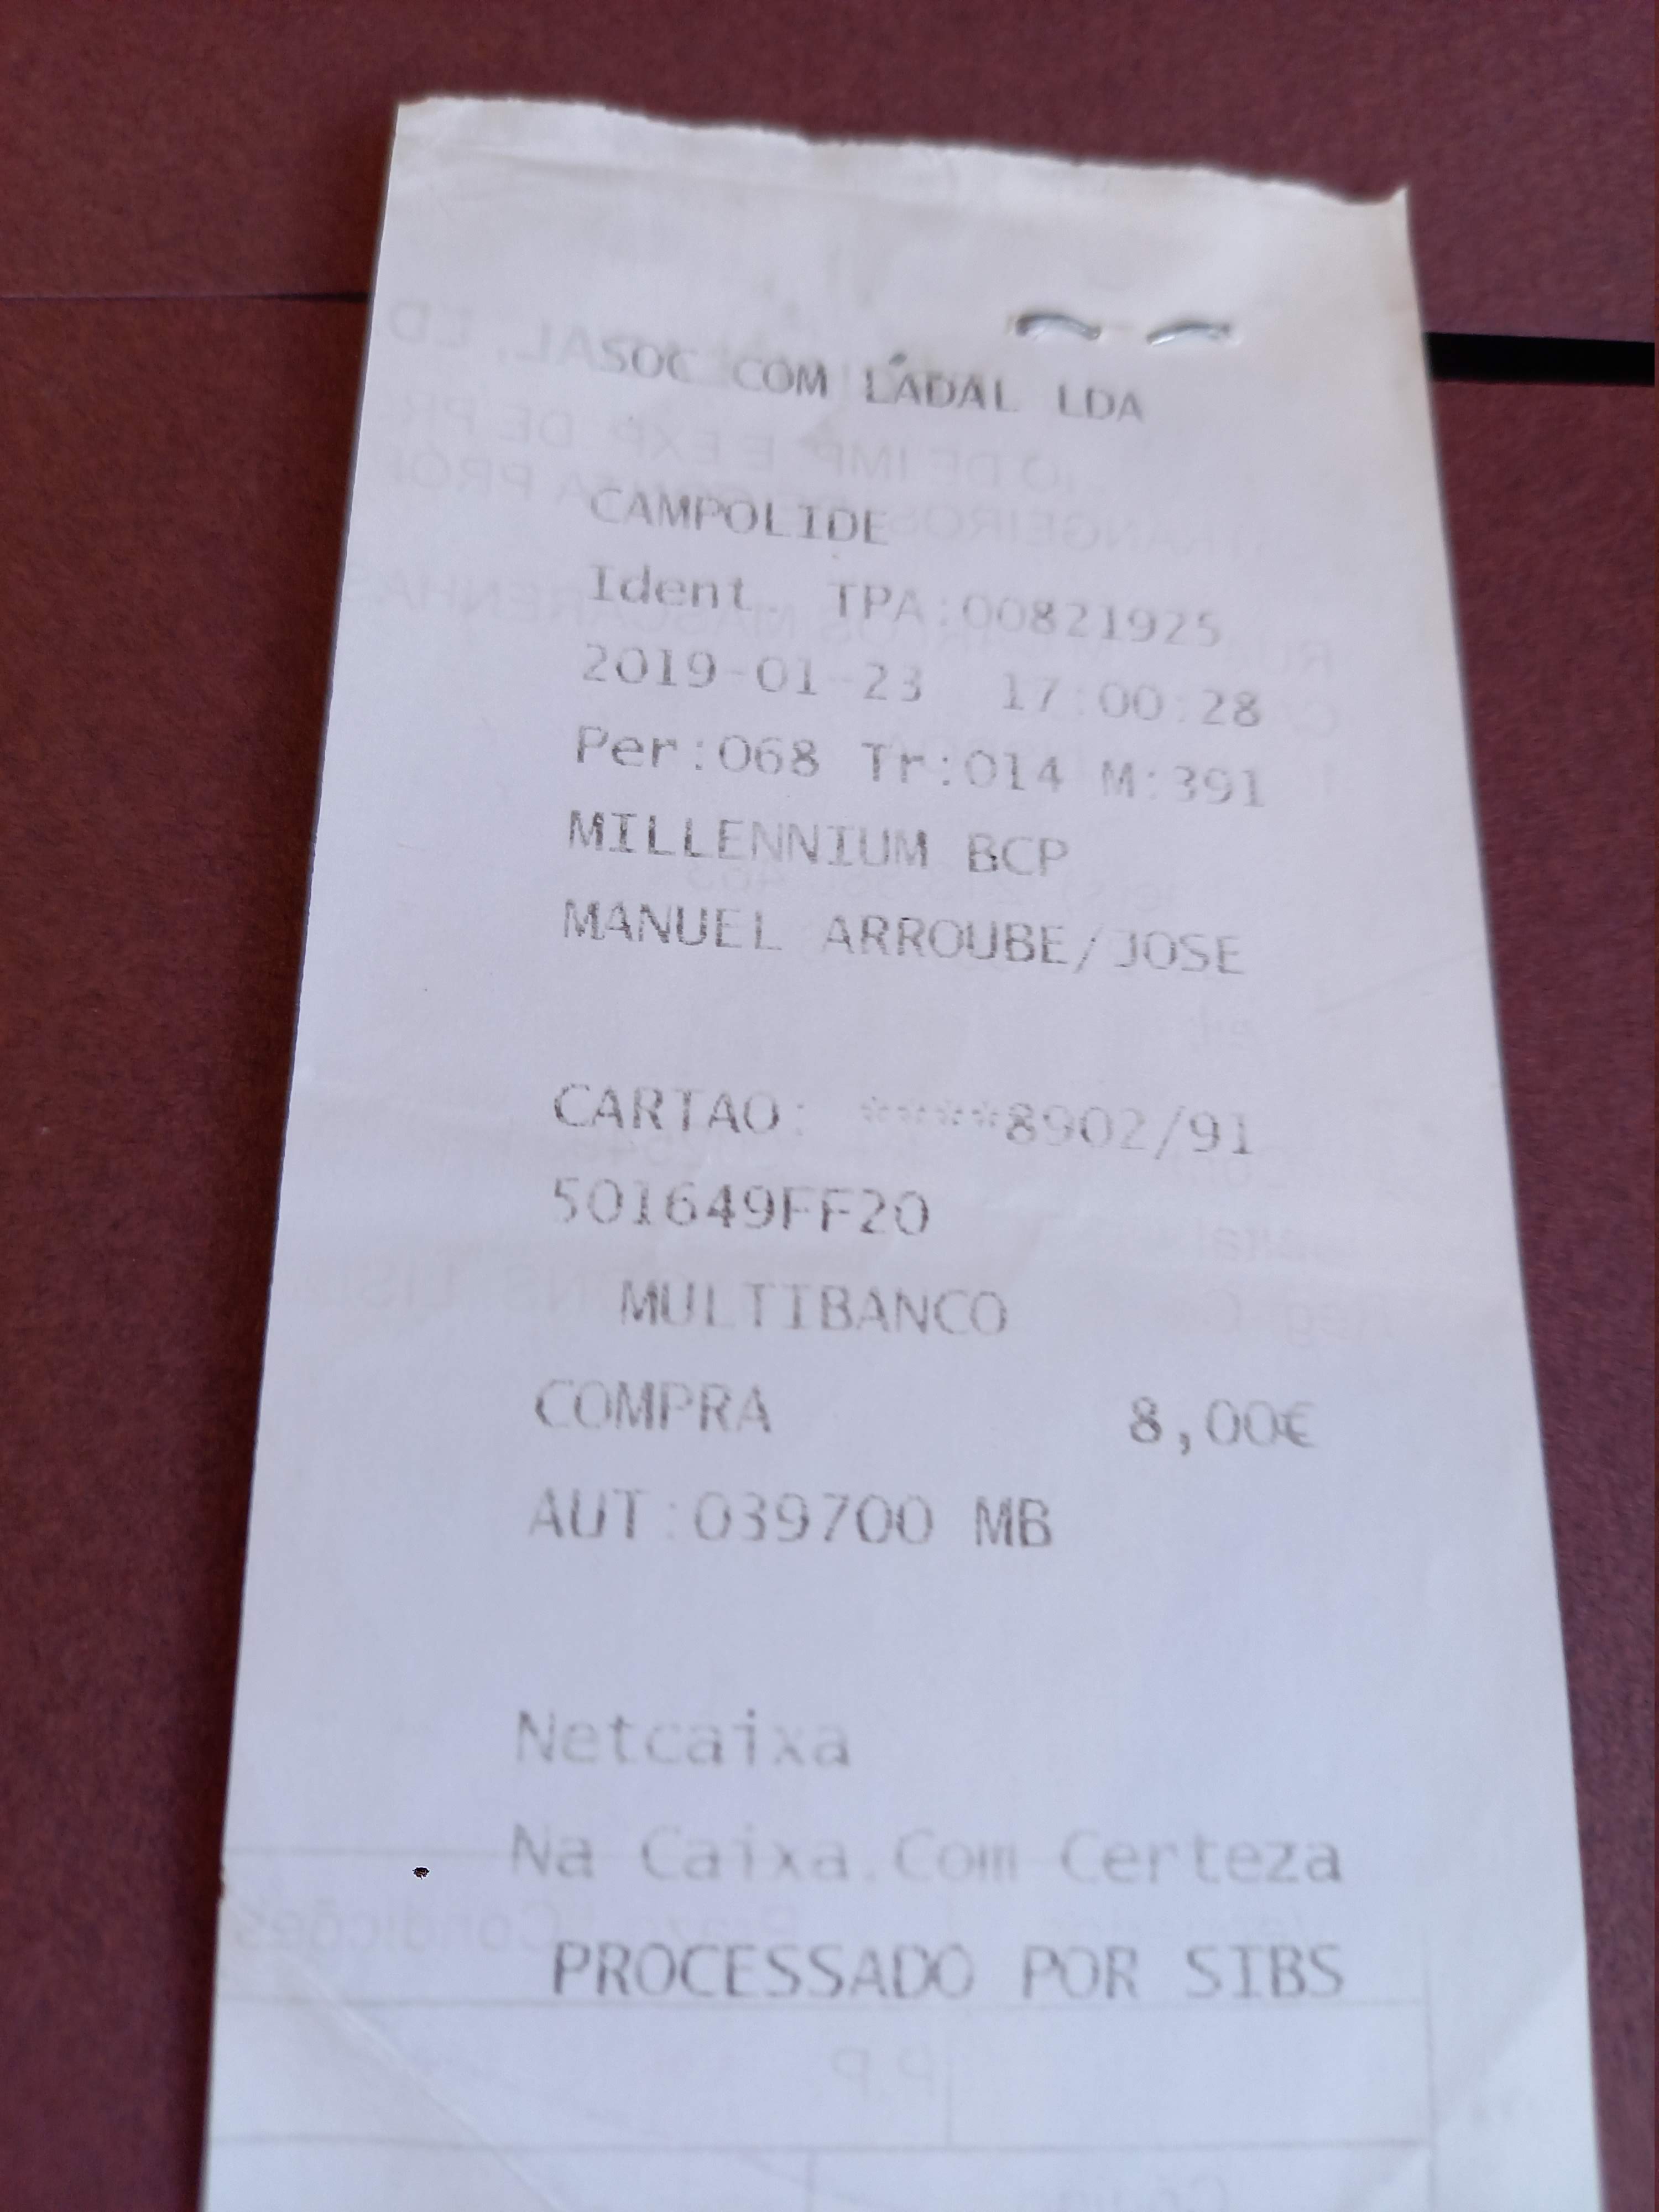 SOC COM LADAL LDA
CAMPOLIDE
Ident. TPA:00821925
2019-01-23 17:00:28
Per:068 Tr:014 M:391
MILLENNIUM BCP
MANUEL ARROUBE/JOSE
CARTAO: ****8902/91
501649FF20
MULTIBANCO
COMPRA 8,00€
AUT:039700 MB
Netcaixa
Na Caixa.Com Certeza
PROCESSADO POR SIBS